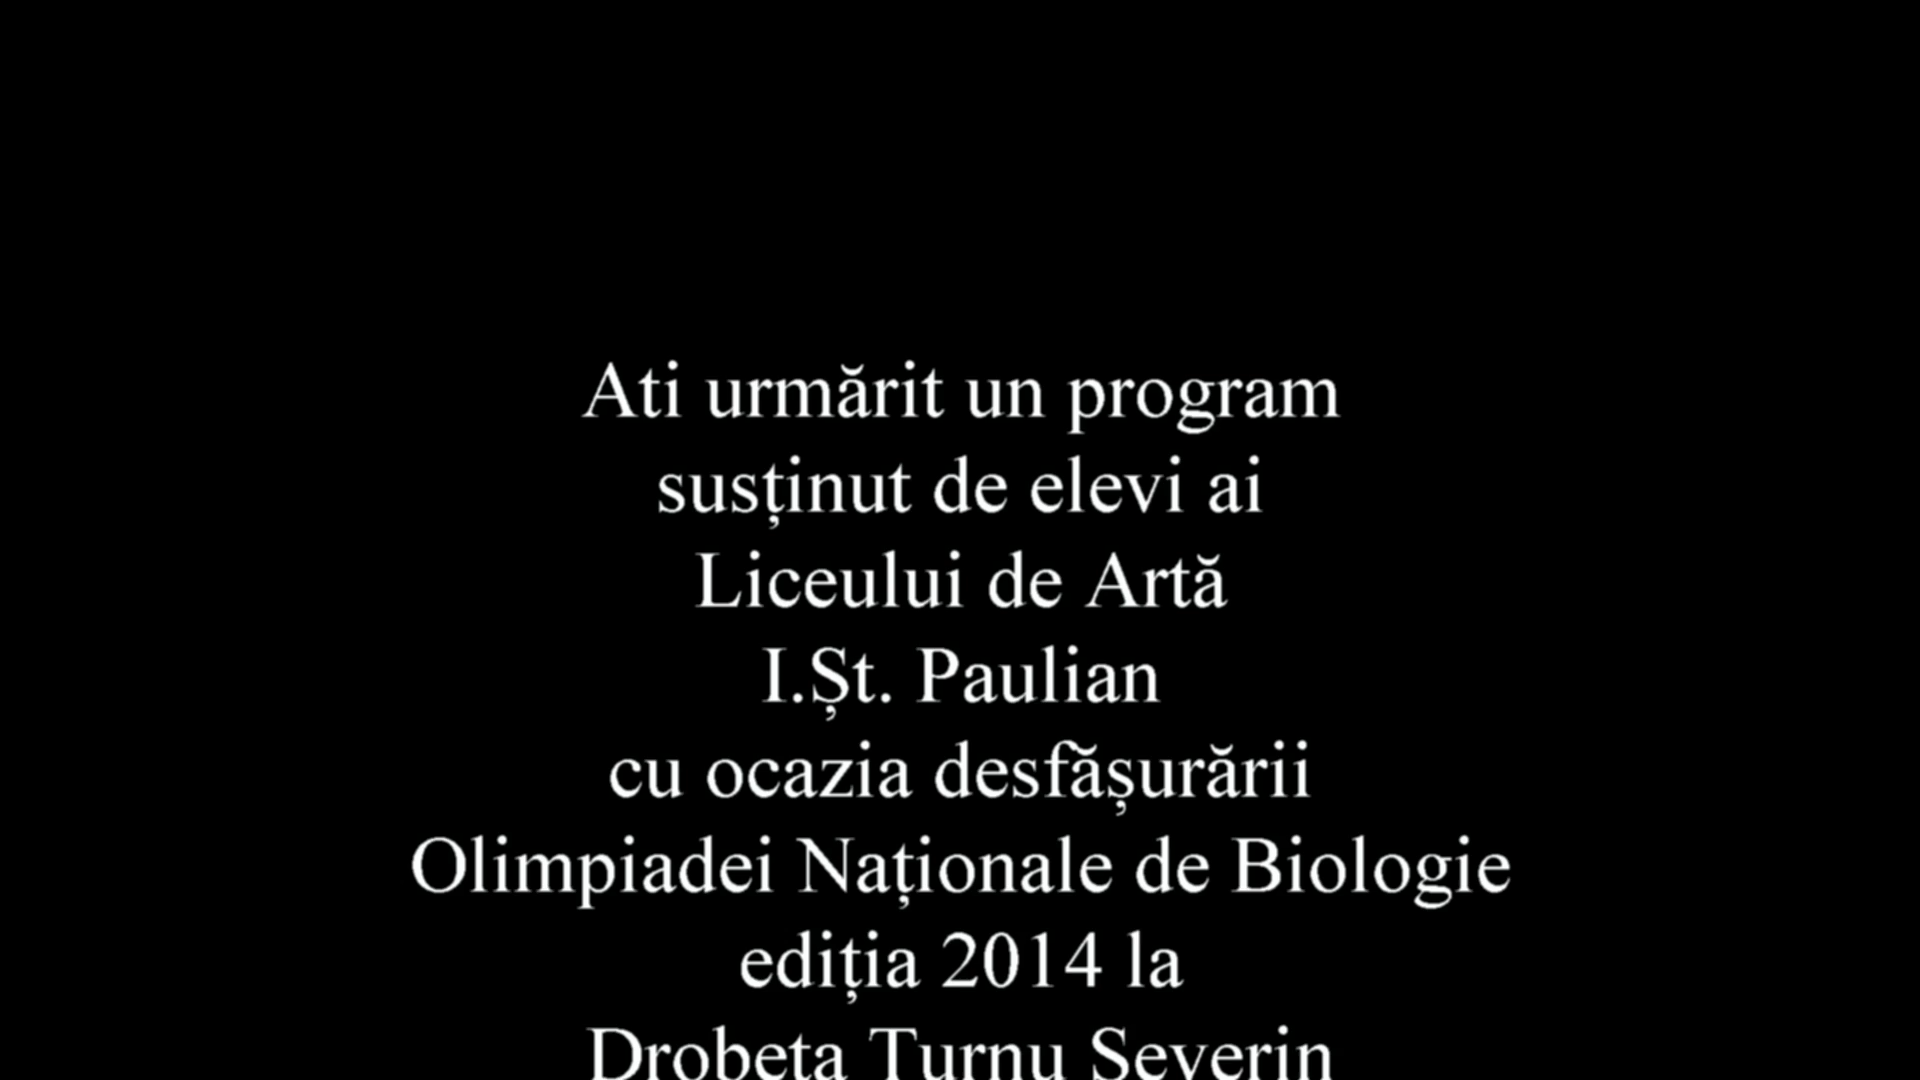 Ati urmărit un program
susținut de elevi ai
Liceului de Artă
I.Șt. Paulian
cu ocazia desfășurării
Olimpiadei Naționale de Biologie
ediția 2014 la
Drobeta Turnu Severin